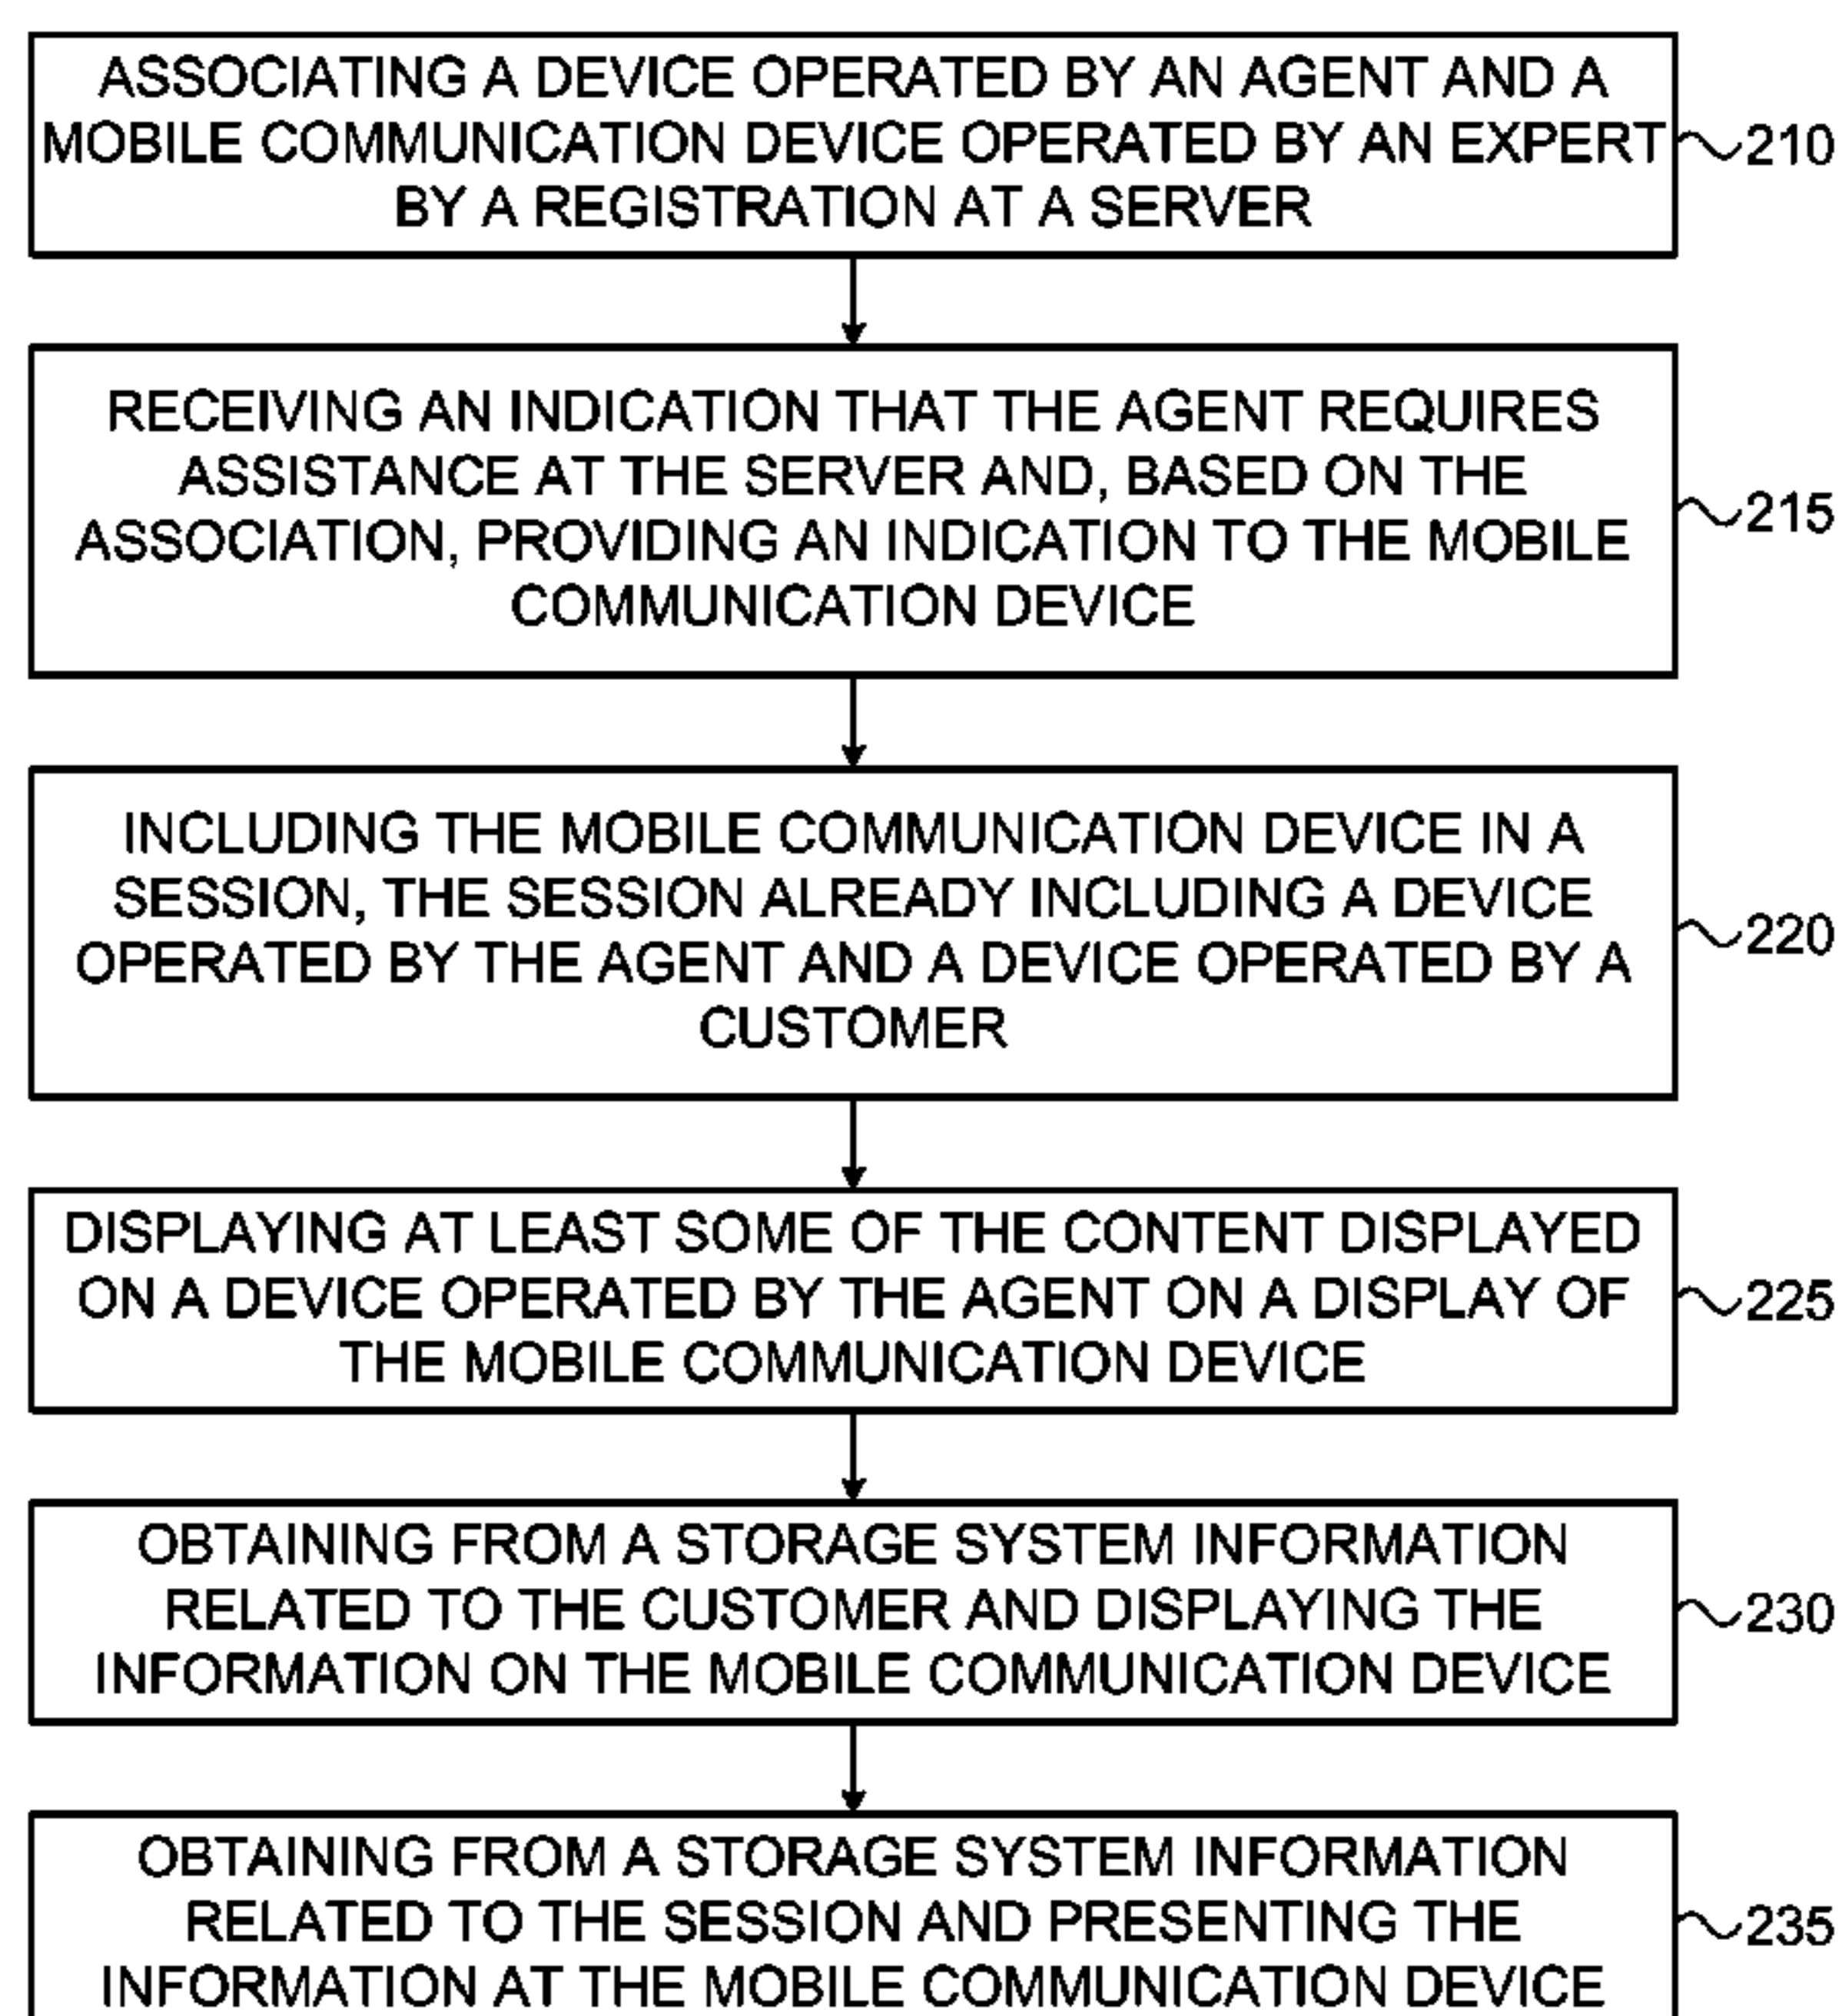 ASSOCIATING A DEVICE OPERATED BY AN AGENT AND A
MOBILE COMMUNICATION DEVICE OPERATED BY AN EXPERT
BY A REGISTRATION AT A SERVER
210
RECEIVING AN INDICATION THAT THE AGENT REQUIRES
ASSISTANCE AT THE SERVER AND, BASED ON THE
ASSOCIATION, PROVIDING AN INDICATION TO THE MOBILE
COMMUNICATION DEVICE
215
INCLUDING THE MOBILE COMMUNICATION DEVICE IN A
SESSION, THE SESSION ALREADY INCLUDING A DEVICE
OPERATED BY THE AGENT AND A DEVICE OPERATED BY A
CUSTOMER
220
DISPLAYING AT LEAST SOME OF THE CONTENT DISPLAYED
ON A DEVICE OPERATED BY THE AGENT ON A DISPLAY OF
THE MOBILE COMMUNICATION DEVICE
225
OBTAINING FROM A STORAGE SYSTEM INFORMATION
RELATED TO THE CUSTOMER AND DISPLAYING THE
INFORMATION ON THE MOBILE COMMUNICATION DEVICE
230
OBTAINING FROM A STORAGE SYSTEM INFORMATION
RELATED TO THE SESSION AND PRESENTING THE
INFORMATION AT THE MOBILE COMMUNICATION DEVICE
235